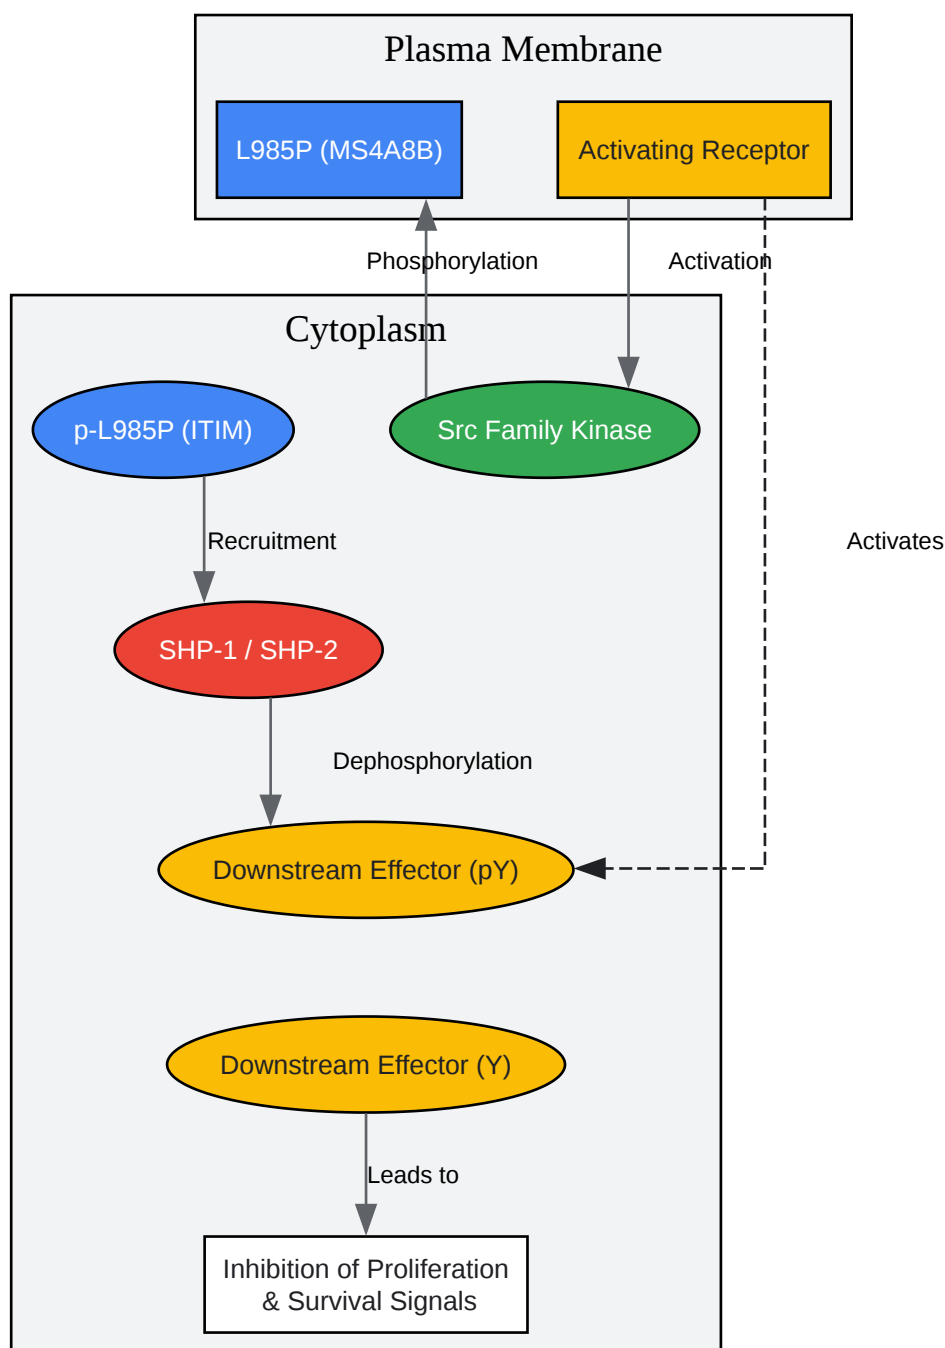 Plasma Membrane
L985P (MS4A8B)
Activating Receptor
Phosphorylation
Activation
Cytoplasm
p-L985P (ITIM)
Src Family Kinase
Recruitment
Activates
SHP-1 / SHP-2
Dephosphorylation
Downstream Effector (pY)
Downstream Effector (Y)
Leads to
Inhibition of Proliferation
& Survival Signals